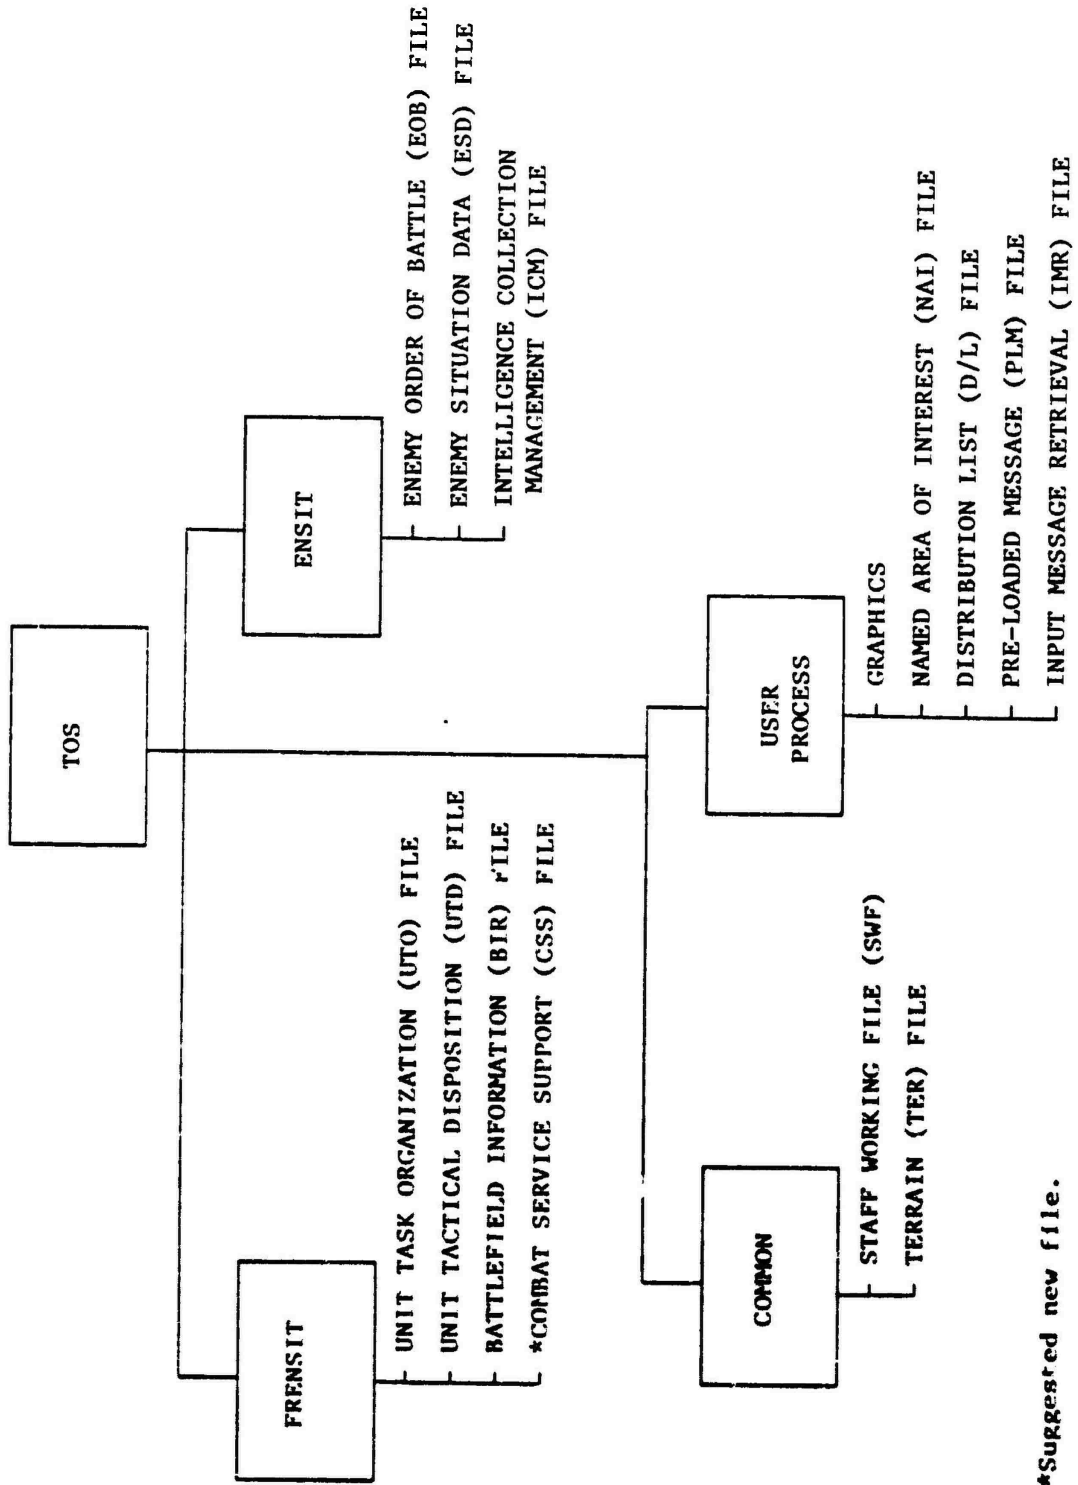 TOS
FRENSIT
UNIT TASK ORGANIZATION (UTO) FILE
UNIT TACTICAL DISPOSITION (UTD) FILE
BATTLEFIELD INFORMATION (BIR) FILE
*COMBAT SERVICE SUPPORT (CSS) FILE
ENSIT
ENEMY ORDER OF BATTLE (EOB) FILE
ENEMY SITUATION DATA (ESD) FILE
INTELLIGENCE COLLECTION
MANAGEMENT (ICM) FILE
COMMON
STAFF WORKING FILE (SWF)
TERRAIN (TER) FILE
USER
PROCESS
GRAPHICS
NAMED AREA OF INTEREST (NAI) FILE
DISTRIBUTION LIST (D/L) FILE
PRE-LOADED MESSAGE (PLM) FILE
INPUT MESSAGE RETRIEVAL (IMR) FILE
*Suggested new file.